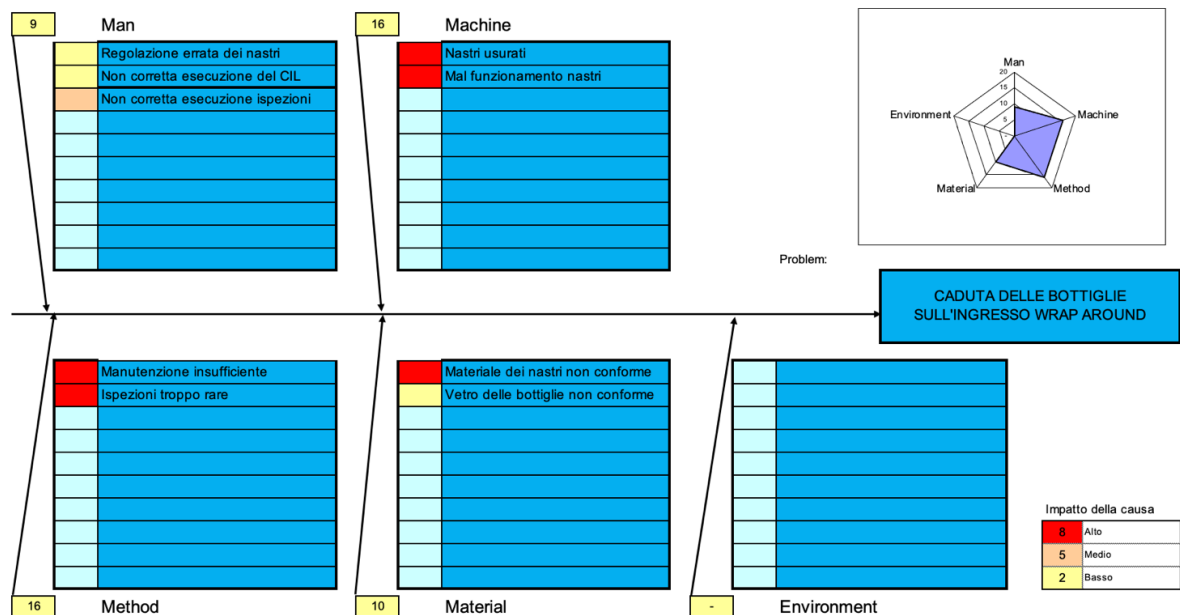 9 Man
Regolazione errata dei nastri
Non corretta esecuzione del CIL
Non corretta esecuzione ispezioni
16 Machine
Nastri usurati
Mal funzionamento nastri
Man
20
15
10
5
-
Environment
Machine
Material
Method
Problem:
CADUTA DELLE BOTTIGLIE
SULL'INGRESSO WRAP AROUND
Manutenzione insufficiente
Ispezioni troppo rare
16 Method
Materiale dei nastri non conforme
Vetro delle bottiglie non conforme
10 Material
- Environment
Impatto della causa
8 Alto
5 Medio
2 Basso